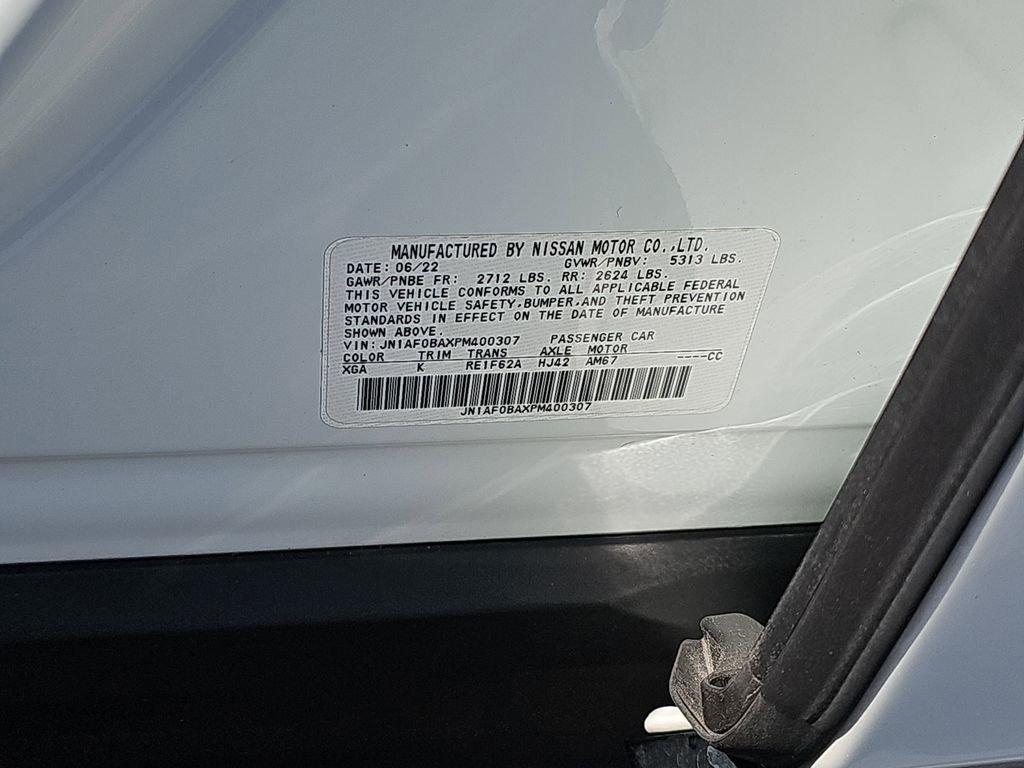 MANUFACTURED BY NISSAN MOTOR CO.,LTD.
DATE: 06/22 GVWR/PNBV: 5313 LBS.
GAWR/PNBE FR: 2712 LBS. RR: 2624 LBS.
THIS VEHICLE CONFORMS TO ALL APPLICABLE FEDERAL
MOTOR VEHICLE SAFETY,BUMPER,AND THEFT PREVENTION
STANDARDS IN EFFECT ON THE DATE OF MANUFACTURE
SHOWN ABOVE.
VIN: JN1AF0BAXPM400307 PASSENGER CAR
COLOR TRIM TRANS AXLE MOTOR
XGA K RE1F62A HJ42 AM67 ----CC
JN1AF0BAXPM400307